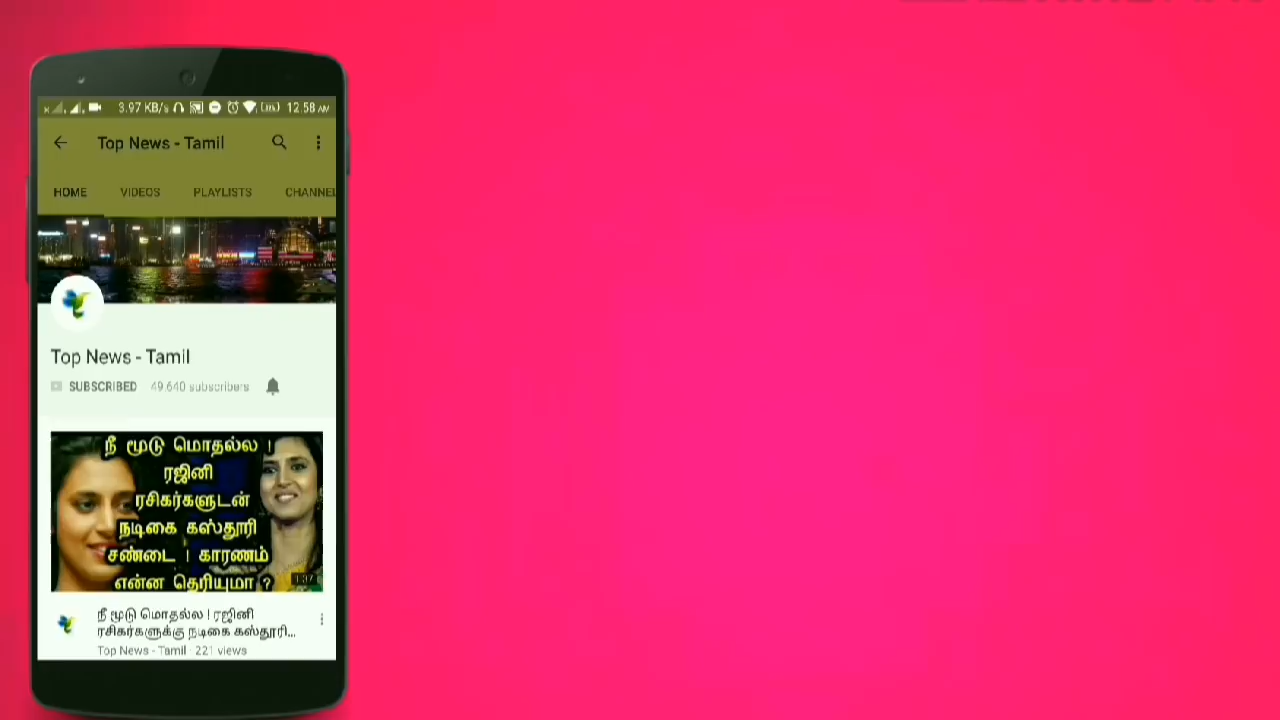 3.97 KB/s 12.58 AM
Top News - Tamil
HOME VIDEOS PLAYLISTS CHANNEL
Top News - Tamil
SUBSCRIBED 49,640 subscribers
நீ மூடு மொதல்ல !
ரஜினி
ரசிகர்களுடன்
நடிகை கஸ்தூரி
சண்டை ! காரணம்
என்ன தெரியுமா ?
நீ மூடு மொதல்ல ! ரஜினி
ரசிகர்களுக்கு நடிகை கஸ்தூரி...
Top News - Tamil · 221 views